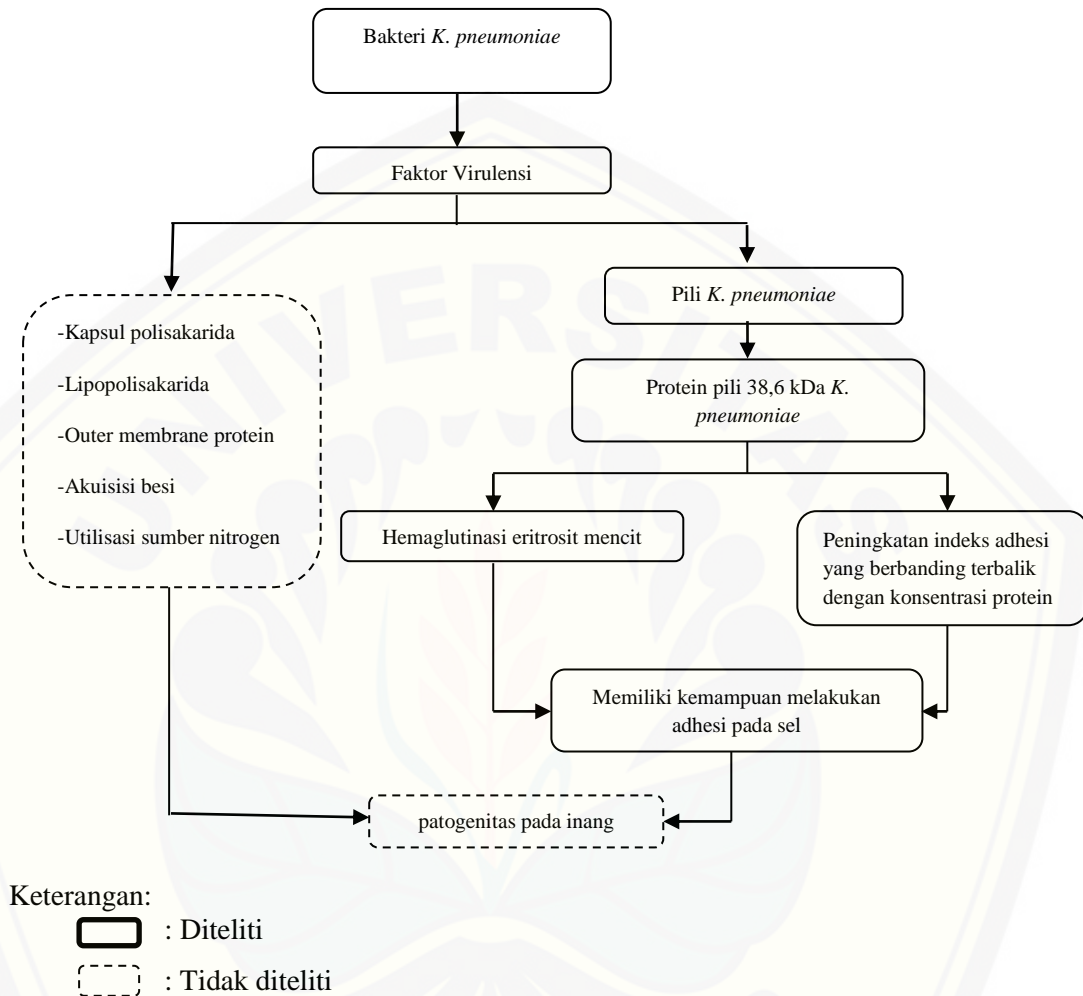 Bakteri K. pneumoniae
Faktor Virulensi
Pili K. pneumoniae
-Kapsul polisakarida
-Lipopolisakarida
-Outer membrane protein
-Akuisisi besi
-Utilisasi sumber nitrogen
Protein pili 38,6 kDa K.
pneumoniae
Hemaglutinasi eritrosit mencit
Peningkatan indeks adhesi
yang berbanding terbalik
dengan konsentrasi protein
Memiliki kemampuan melakukan
adhesi pada sel
patogenitas pada inang
Keterangan:
: Diteliti
: Tidak diteliti
UNIVERSITAS